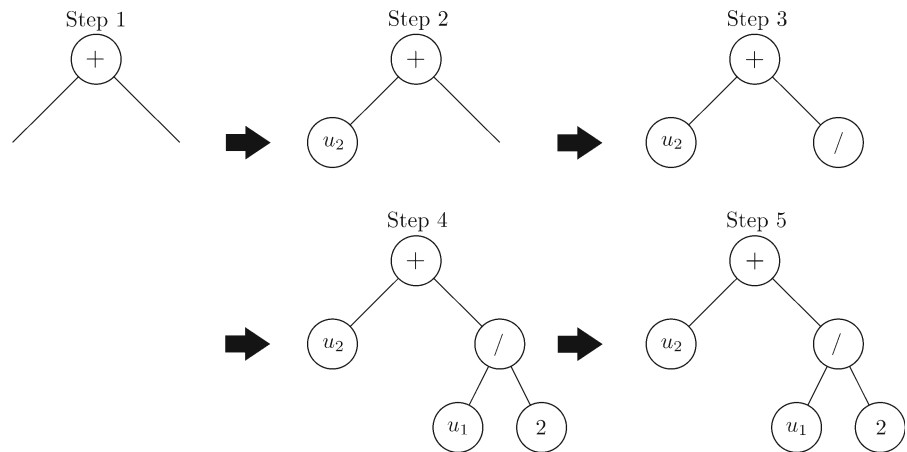 Step 1 Step 2 Step 3
+ + +
u₂ u₂ /
Step 4 Step 5
+ +
u₂ / u₂ /
u₁ 2 u₁ 2